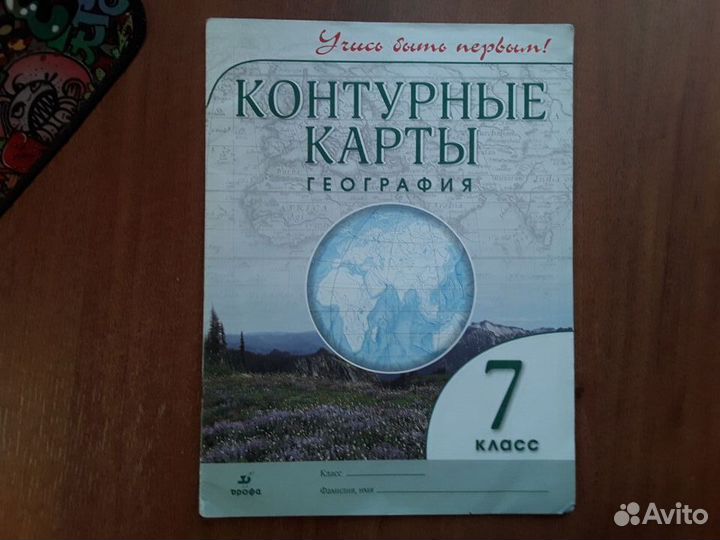 Учись быть первым!
КОНТУРНЫЕ
КАРТЫ
ГЕОГРАФИЯ
7
класс
Класс
Фамилия, имя
дрофа
Avito